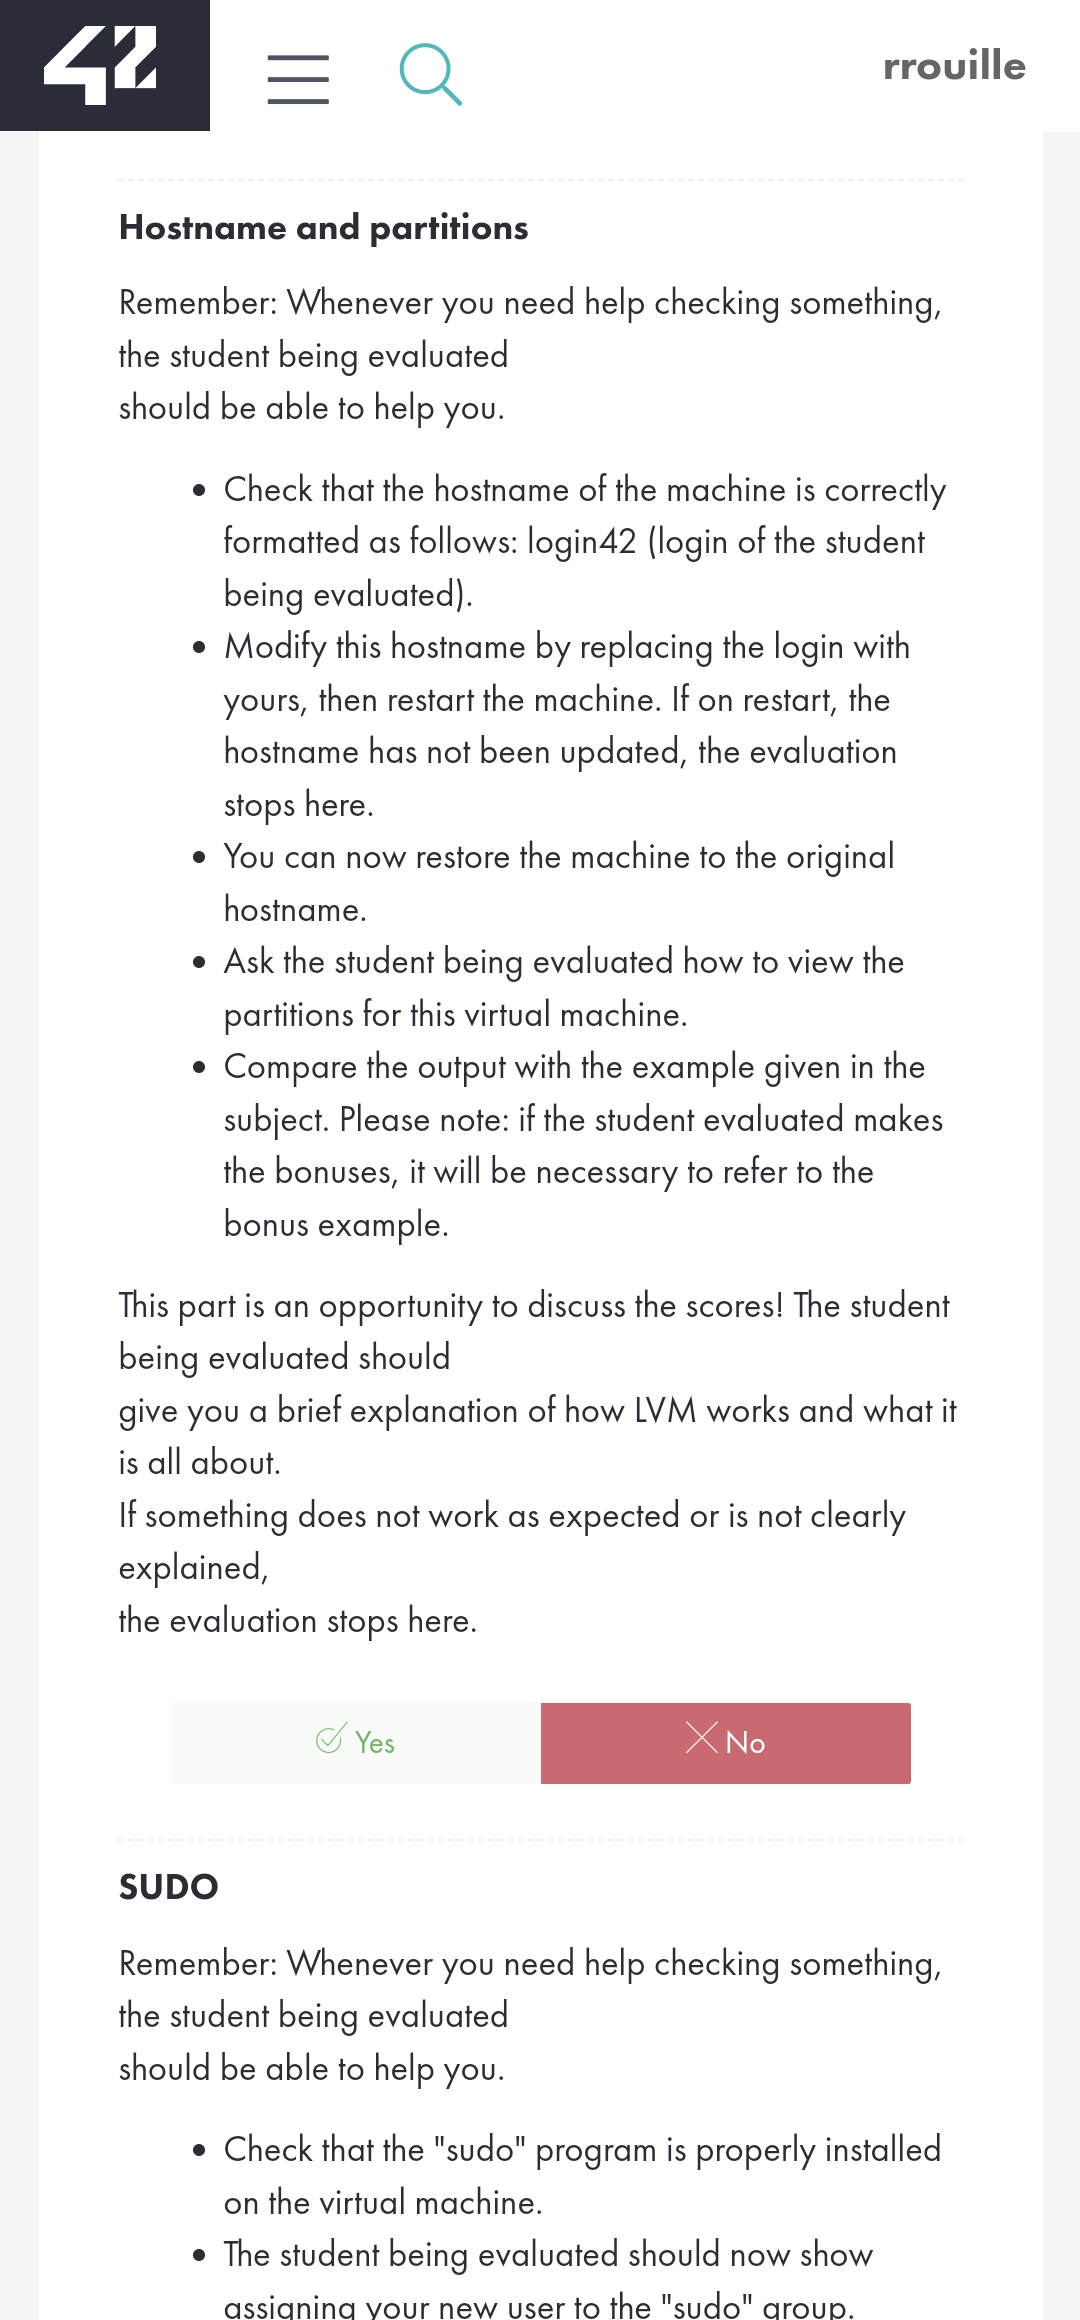 42
rrouille
Hostname and partitions
Remember: Whenever you need help checking something,
the student being evaluated
should be able to help you.
• Check that the hostname of the machine is correctly
formatted as follows: login42 (login of the student
being evaluated).
• Modify this hostname by replacing the login with
yours, then restart the machine. If on restart, the
hostname has not been updated, the evaluation
stops here.
• You can now restore the machine to the original
hostname.
• Ask the student being evaluated how to view the
partitions for this virtual machine.
• Compare the output with the example given in the
subject. Please note: if the student evaluated makes
the bonuses, it will be necessary to refer to the
bonus example.
This part is an opportunity to discuss the scores! The student
being evaluated should
give you a brief explanation of how LVM works and what it
is all about.
If something does not work as expected or is not clearly
explained,
the evaluation stops here.
Yes
No
SUDO
Remember: Whenever you need help checking something,
the student being evaluated
should be able to help you.
• Check that the "sudo" program is properly installed
on the virtual machine.
• The student being evaluated should now show
assigning your new user to the "sudo" group.